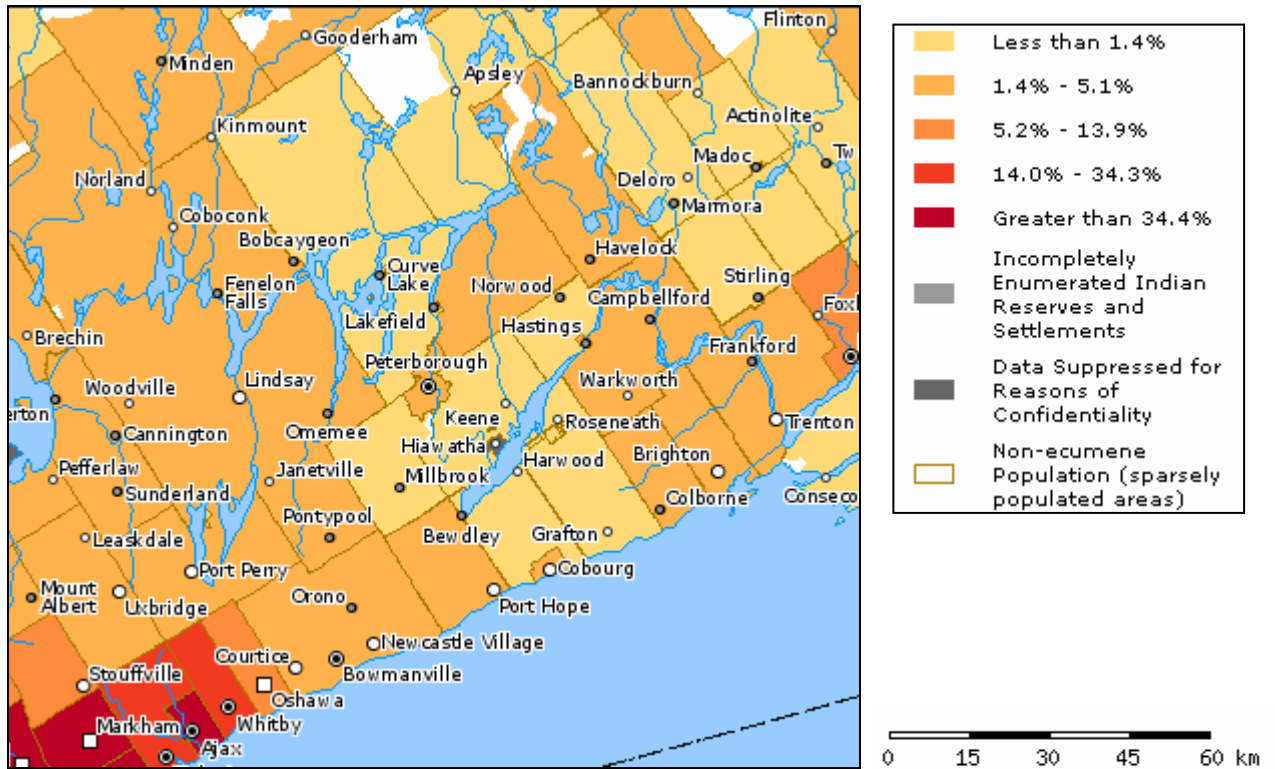 Flinton
Gooderham
Minden
Apsley
Bannockburn
Actinolite
Kinmount
Madoc
Tw
Norland
Deloro
Marmora
Coboconk
Bobcaygeon
Havelock
Curve
Lake
Stirling
Fenelon
Falls
Norwood
Campbellford
Lakefield
Hastings
Brechin
Frankford
Peterborough
Woodville
Lindsay
Warkworth
erton
Keene
Roseneath
Trenton
Cannington
Omemee
Hiawatha
Harwood
Brighton
Pefferlaw
Janetville
Millbrook
Sunderland
Colborne
Conseco
Pontypool
Bewdley
Grafton
Leaskdale
Port Perry
Cobourg
Mount
Albert
Uxbridge
Orono
Port Hope
Newcastle Village
Courtice
Stouffville
Bowmanville
Oshawa
Markham
Whitby
Ajax
Less than 1.4%
1.4% - 5.1%
5.2% - 13.9%
14.0% - 34.3%
Greater than 34.4%
Incompletely
Enumerated Indian
Reserves and
Settlements
Data Suppressed for
Reasons of
Confidentiality
Non-ecumene
Population (sparsely
populated areas)
0 15 30 45 60 km